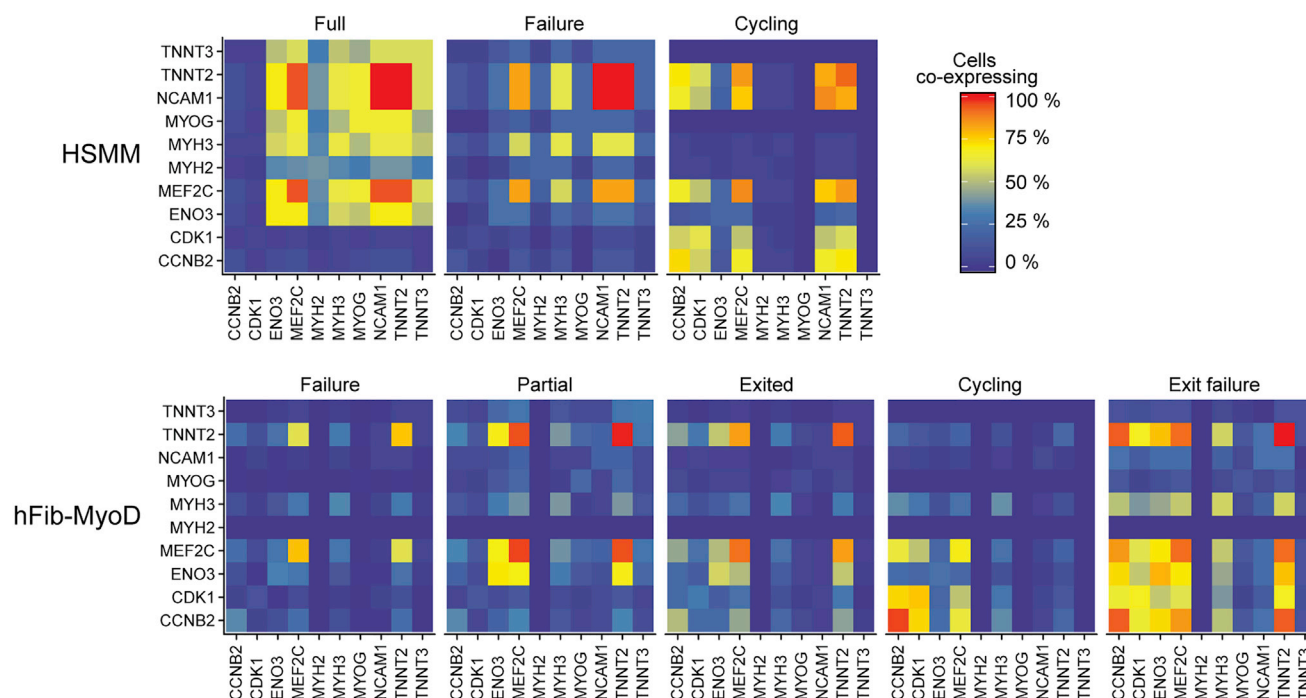 Full Failure Cycling
TNNT3
TNNT2
NCAM1
MYOG
MYH3
MYH2
MEF2C
ENO3
CDK1
CCNB2
HSMM
CCNB2 CDK1 ENO3 MEF2C MYH2 MYH3 MYOG NCAM1 TNNT2 TNNT3
CCNB2 CDK1 ENO3 MEF2C MYH2 MYH3 MYOG NCAM1 TNNT2 TNNT3
CCNB2 CDK1 ENO3 MEF2C MYH2 MYH3 MYOG NCAM1 TNNT2 TNNT3
Cells
co-expressing
100 %
75 %
50 %
25 %
0 %
Failure Partial Exited Cycling Exit failure
TNNT3
TNNT2
NCAM1
MYOG
MYH3
MYH2
MEF2C
ENO3
CDK1
CCNB2
hFib-MyoD
CCNB2 CDK1 ENO3 MEF2C MYH2 MYH3 MYOG NCAM1 TNNT2 TNNT3
CCNB2 CDK1 ENO3 MEF2C MYH2 MYH3 MYOG NCAM1 TNNT2 TNNT3
CCNB2 CDK1 ENO3 MEF2C MYH2 MYH3 MYOG NCAM1 TNNT2 TNNT3
CCNB2 CDK1 ENO3 MEF2C MYH2 MYH3 MYOG NCAM1 TNNT2 TNNT3
CCNB2 CDK1 ENO3 MEF2C MYH2 MYH3 MYOG NCAM1 TNNT2 TNNT3